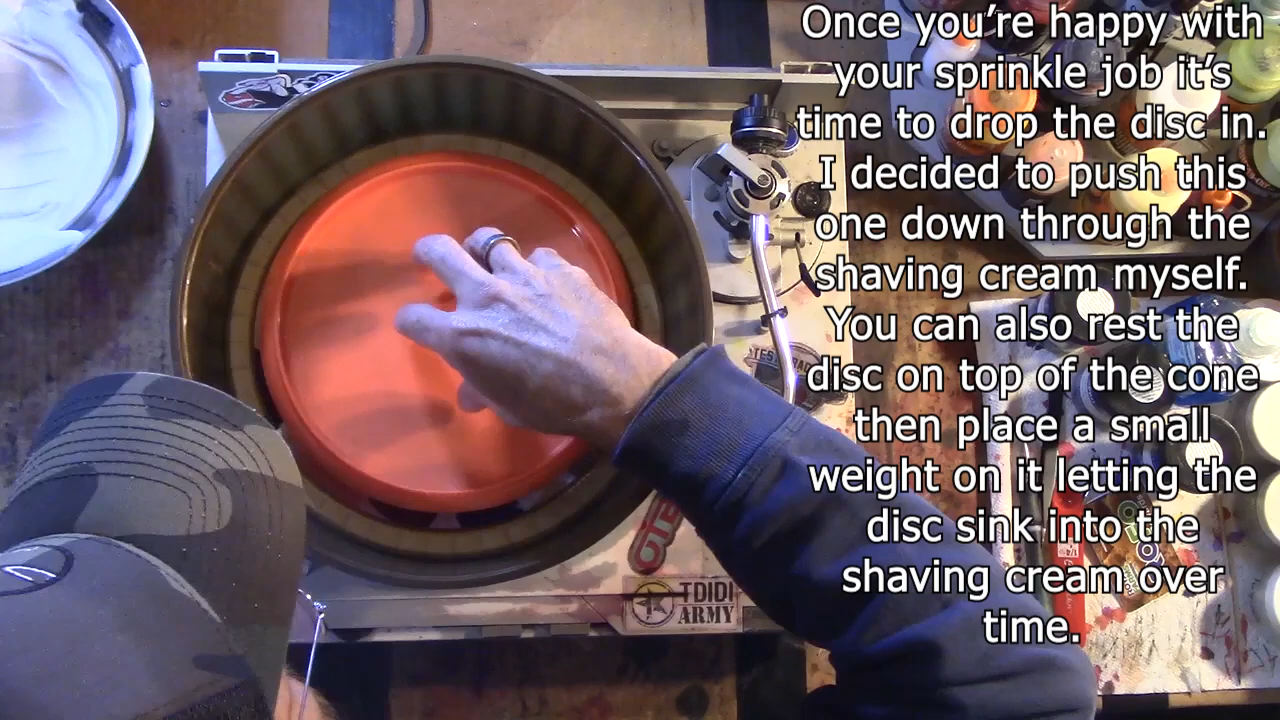 Once you’re happy with
your sprinkle job it’s
time to drop the disc in.
I decided to push this
one down through the
shaving cream myself.
You can also rest the
disc on top of the cone
then place a small
weight on it letting the
disc sink into the
shaving cream over
time.
TDIDI
ARMY